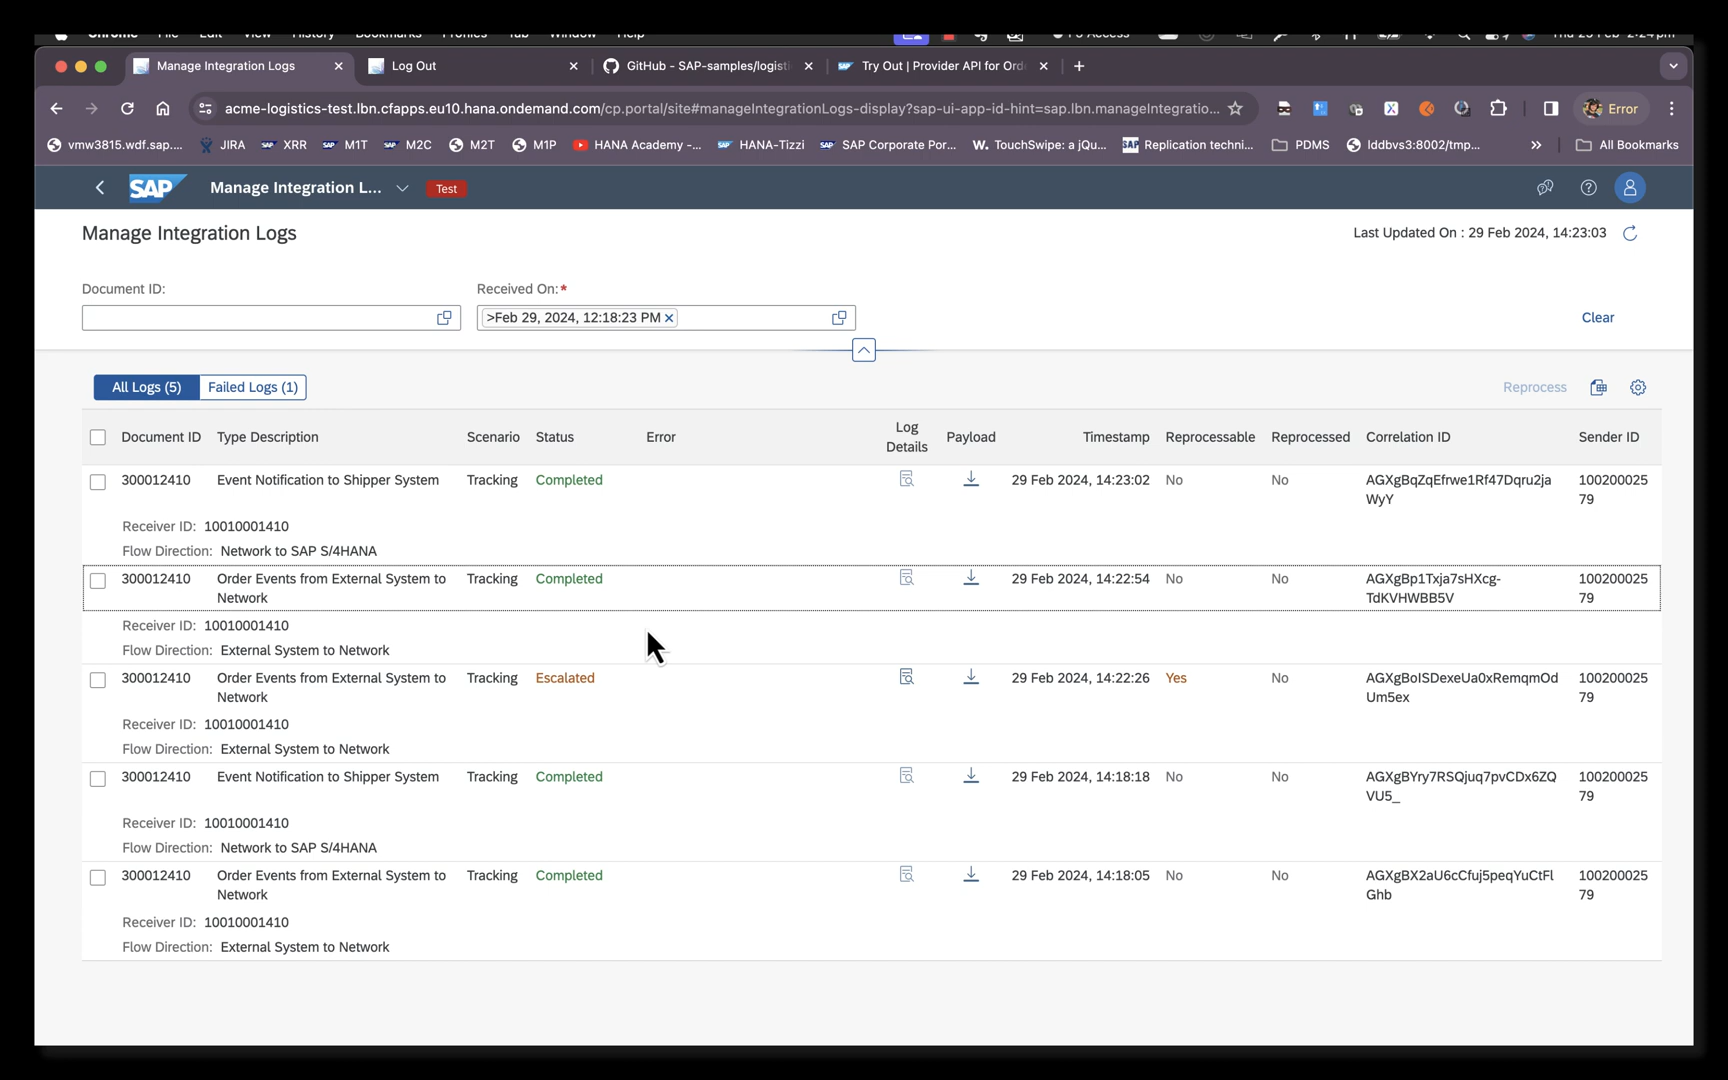 Chrome File Edit View History Bookmarks Profiles Tab Window Help
Manage Integration Logs
Log Out
GitHub - SAP-samples/logisti
Try Out | Provider API for Ord
acme-logistics-test.lbn.cfapps.eu10.hana.ondemand.com/cp.portal/site#manageIntegrationLogs-display?sap-ui-app-id-hint=sap.lbn.manageIntegratio...
Error
vmw3815.wdf.sap.... JIRA XRR M1T M2C M2T M1P HANA Academy -... HANA-Tizzi SAP Corporate Por... W. TouchSwipe: a jQu... Replication techni... PDMS lddbvs3:8002/tmp... » All Bookmarks
SAP Manage Integration L... Test
Manage Integration Logs
Last Updated On : 29 Feb 2024, 14:23:03
Document ID:
Received On:*
>Feb 29, 2024, 12:18:23 PM
Clear
All Logs (5) Failed Logs (1)
Reprocess
Document ID Type Description Scenario Status Error Log Details Payload Timestamp Reprocessable Reprocessed Correlation ID Sender ID
300012410 Event Notification to Shipper System Tracking Completed 29 Feb 2024, 14:23:02 No No AGXgBqZqEfrwe1Rf47Dqru2ja 100200025
WyY 79
Receiver ID: 10010001410
Flow Direction: Network to SAP S/4HANA
300012410 Order Events from External System to Tracking Completed 29 Feb 2024, 14:22:54 No No AGXgBp1Txja7sHXcg- 100200025
Network TdKVHWBB5V 79
Receiver ID: 10010001410
Flow Direction: External System to Network
300012410 Order Events from External System to Tracking Escalated 29 Feb 2024, 14:22:26 Yes No AGXgBolSDexeUa0xRemqmOd 100200025
Network Um5ex 79
Receiver ID: 10010001410
Flow Direction: External System to Network
300012410 Event Notification to Shipper System Tracking Completed 29 Feb 2024, 14:18:18 No No AGXgBYry7RSQjuq7pvCDx6ZQ 100200025
VU5_ 79
Receiver ID: 10010001410
Flow Direction: Network to SAP S/4HANA
300012410 Order Events from External System to Tracking Completed 29 Feb 2024, 14:18:05 No No AGXgBX2aU6cCfuj5peqYuCtFl 100200025
Network Ghb 79
Receiver ID: 10010001410
Flow Direction: External System to Network